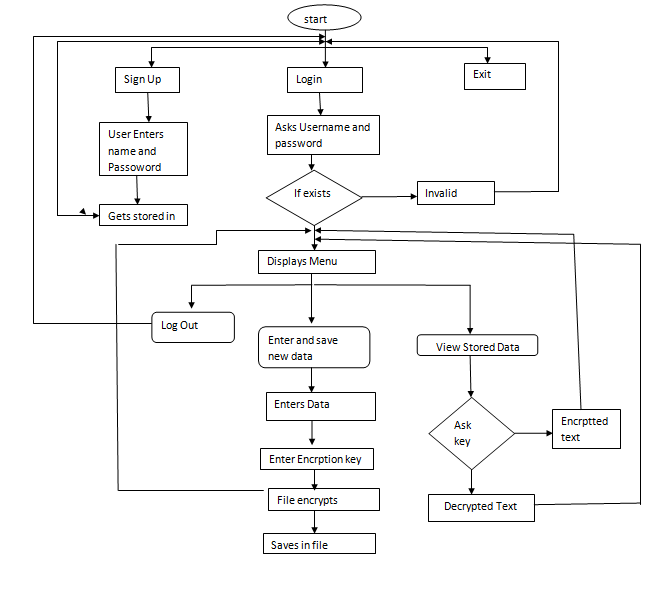 start
Sign Up
Login
Exit
User Enters
name and
Passoword
Asks Username and
password
If exists
Invalid
Gets stored in
Displays Menu
Log Out
Enter and save
new data
View Stored Data
Enters Data
Ask
key
Encrptted
text
Enter Encrption key
File encrypts
Decrypted Text
Saves in file